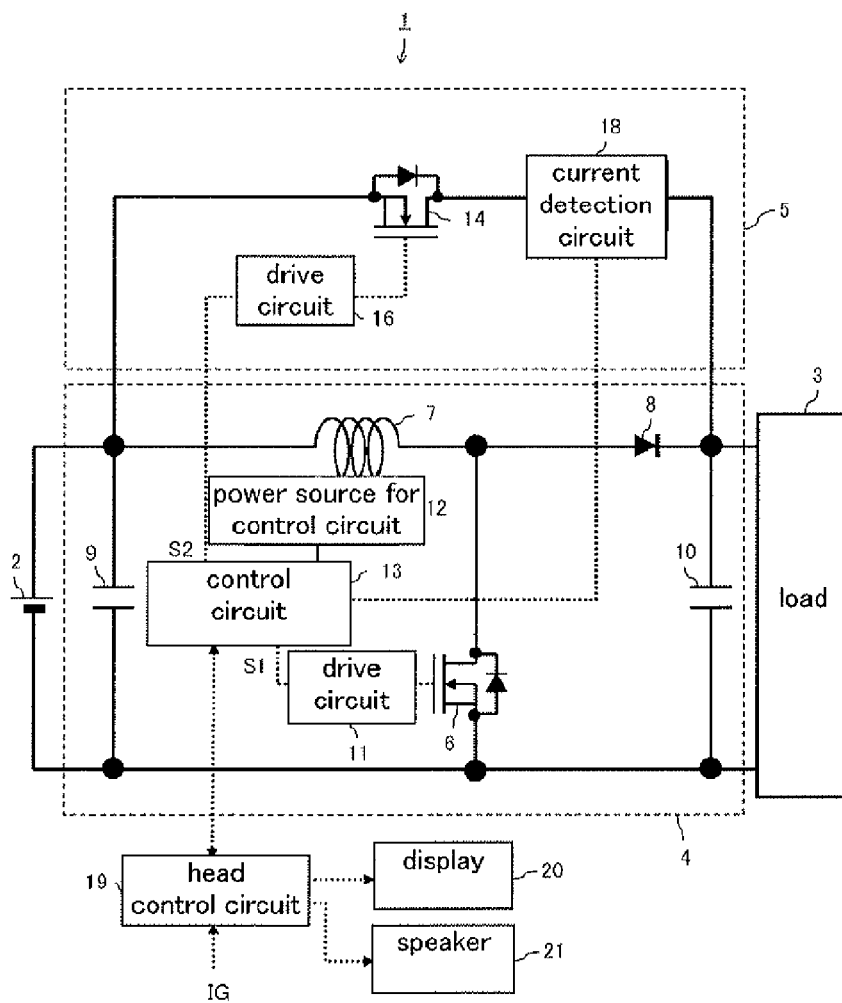 1
18
current
detection
circuit
5
14
drive
circuit
16
3
7
8
power source for
control circuit
12
S2
9
2
control
circuit
13
10
load
S1
drive
circuit
11
6
4
head
control circuit
19
display
20
speaker
21
IG